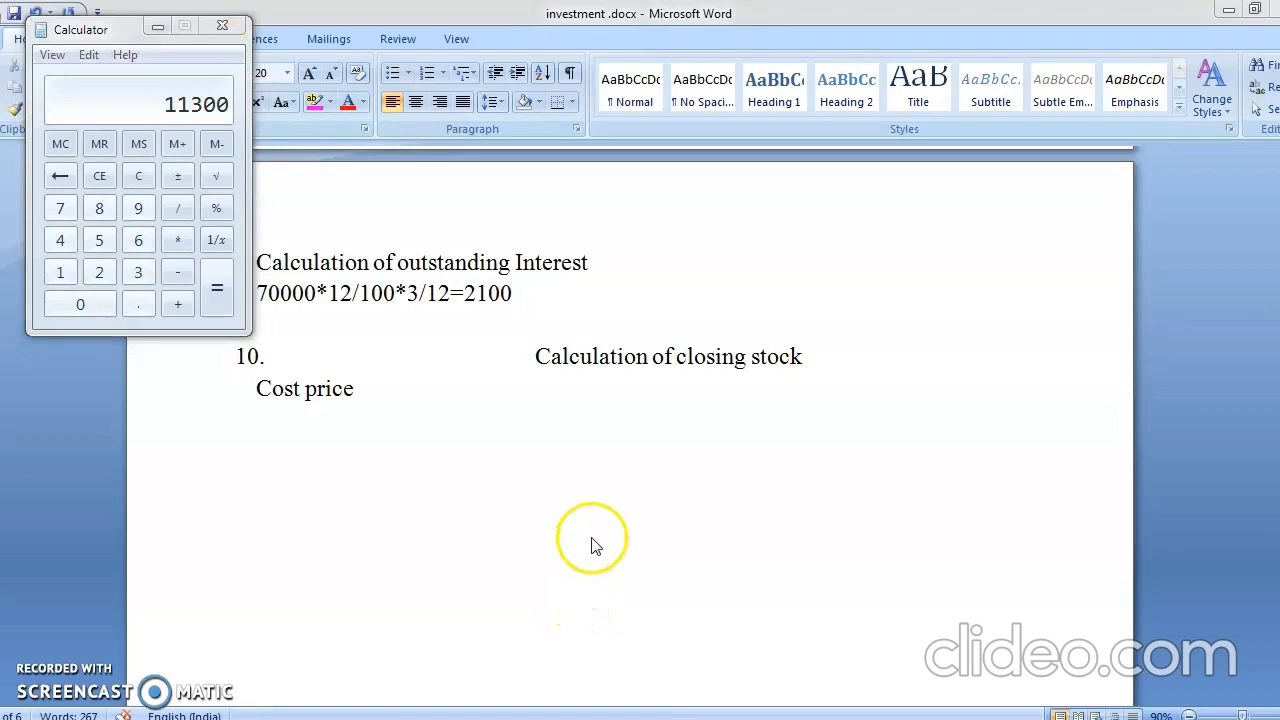 investment .docx - Microsoft Word
Calculator
View Edit Help
11300
MC MR MS M+ M-
← CE C ± √
7 8 9 / %
4 5 6 * 1/x
1 2 3 - =
0 . +
Mailings Review View
20
Aa
Paragraph
AaBbCcDc AaBbCcDc AaBbCc AaBbCc AaB AaBbCc. AaBbCcDc AaBbCcDc
¶ Normal ¶ No Spaci... Heading 1 Heading 2 Title Subtitle Subtle Em... Emphasis
Change Styles
Styles
Calculation of outstanding Interest
70000*12/100*3/12=2100
10. Calculation of closing stock
Cost price
clideo.com
RECORDED WITH
SCREENCAST MATIC
of 6 Words: 267 English (India) 90%